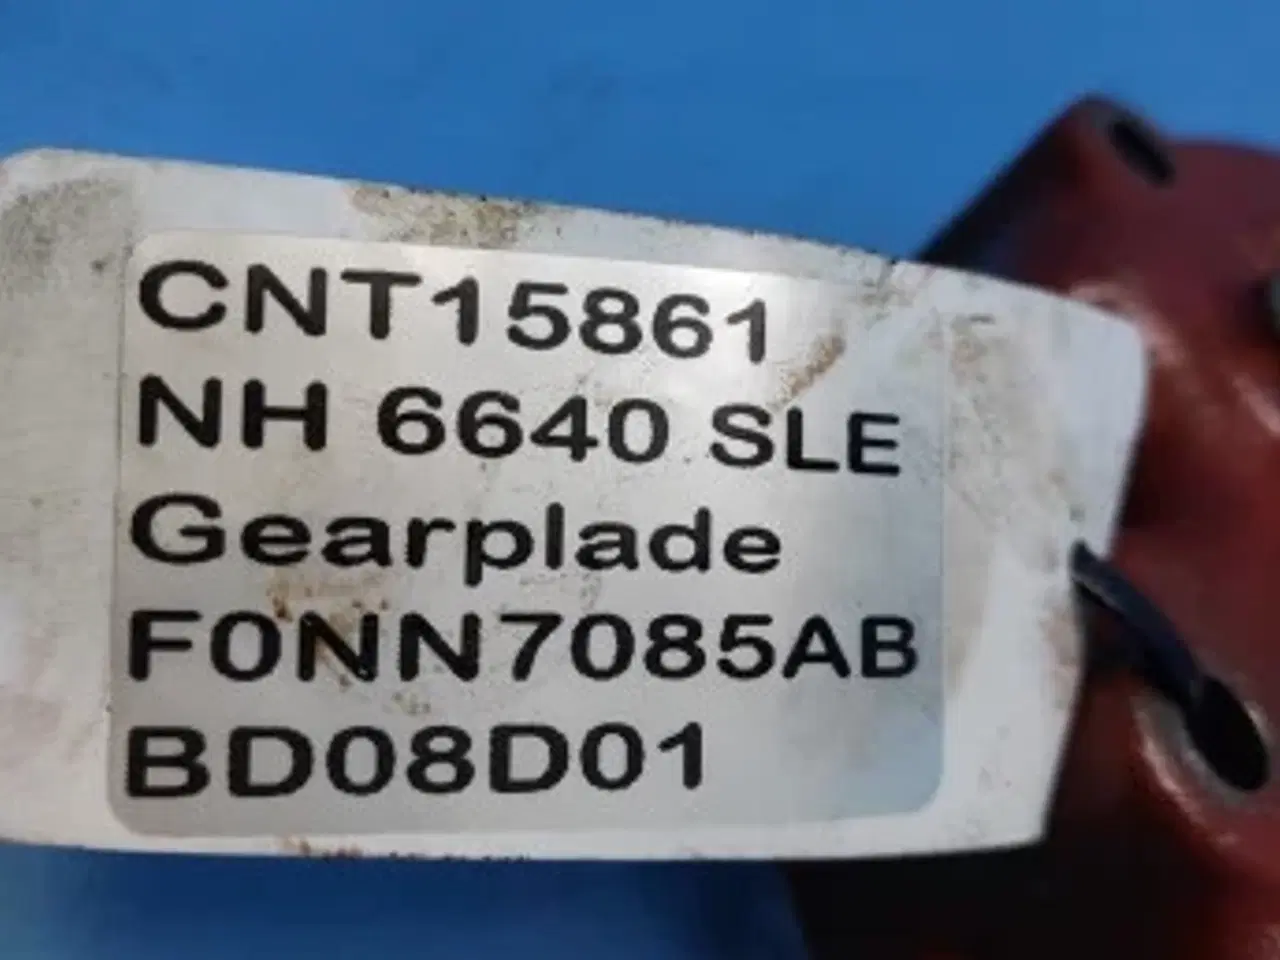 CNT15861
NH 6640 SLE
Gearplade
F0NN7085AB
BD08D01